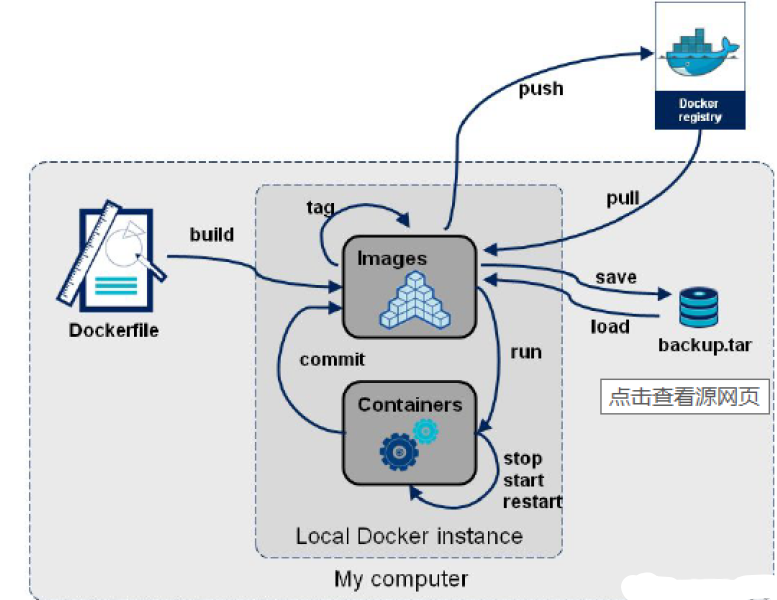 push
Docker
registry
pull
tag
build
Images
save
load
Dockerfile
backup.tar
commit
run
点击查看源网页
Containers
stop
start
restart
Local Docker instance
My computer